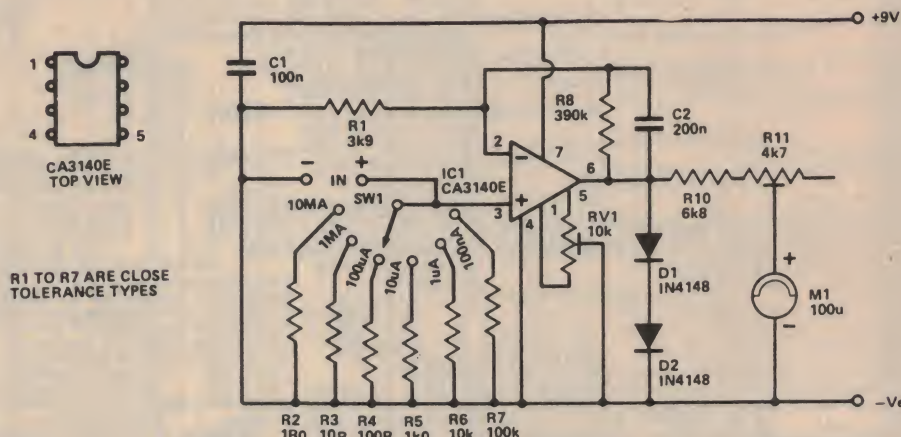 +9V
C1
100n
R8
390k
C2
200n
R1
3k9
R11
4k7
1
4
5
CA3140E
TOP VIEW
2
−
7
6
−
IN
+
IC1
CA3140E
+
3
4
1
5
SW1
RV1
10k
R10
6k8
10MA
1MA
100uA
10uA
1uA
100nA
R1 TO R7 ARE CLOSE
TOLERANCE TYPES
D1
IN4148
+
M1
100u
−
D2
IN4148
−Ve
R2
1R0
R3
10R
R4
100R
R5
1k0
R6
10k
R7
100k